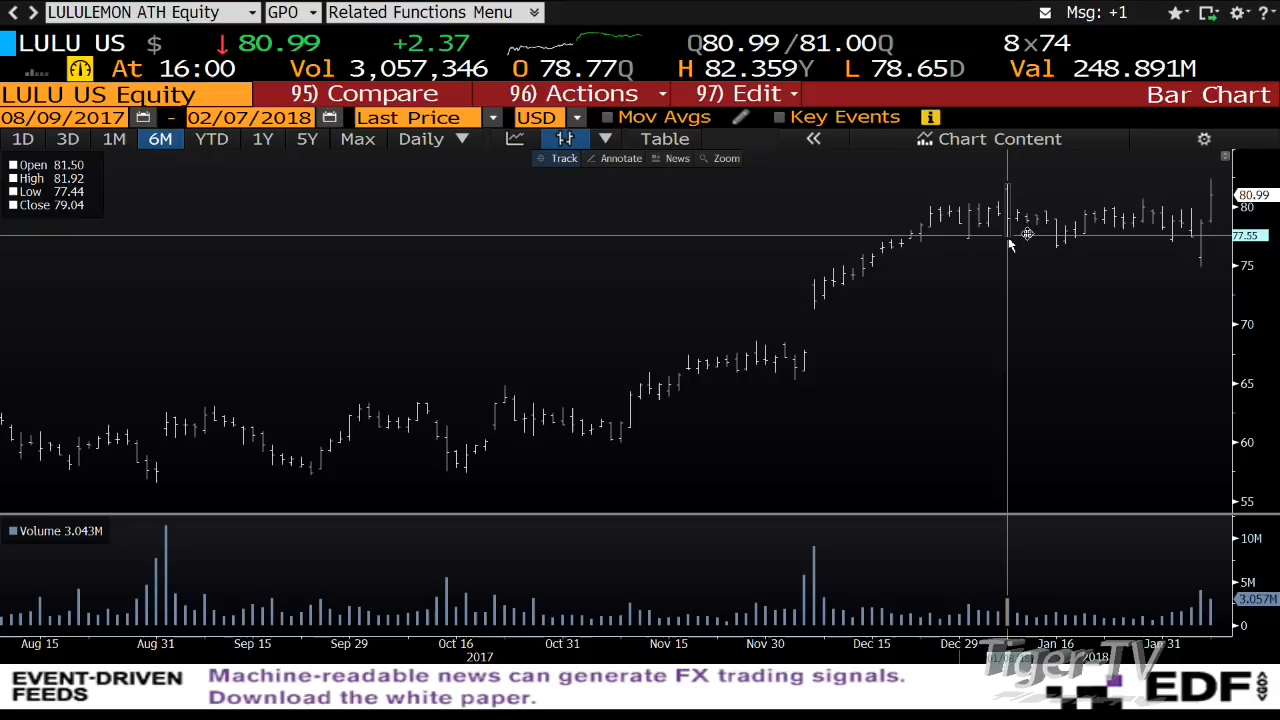 LULULEMON ATH Equity GPO Related Functions Menu Msg: +1
LULU US $ 80.99 +2.37 Q80.99/81.00Q 8x74
At 16:00 Vol 3,057,346 O 78.77Q H 82.359Y L 78.65D Val 248.891M
LULU US Equity 95) Compare 96) Actions 97) Edit Bar Chart
08/09/2017 - 02/07/2018 Last Price USD Mov Avgs Key Events
1D 3D 1M 6M YTD 1Y 5Y Max Daily Table Chart Content
Track Annotate News Zoom
Open 81.50
High 81.92
Low 77.44
Close 79.04
80.99
80
77.55
75
70
65
60
55
Volume 3.043M
10M
5M
3.057M
0
Aug 15 Aug 31 Sep 15 Sep 29 Oct 16 Oct 31 Nov 15 Nov 30 Dec 15 Dec 29 Jan 16 Jan 31
2017 2018
TigerTV
EVENT-DRIVEN
FEEDS
Machine-readable news can generate FX trading signals.
Download the white paper.
EDF